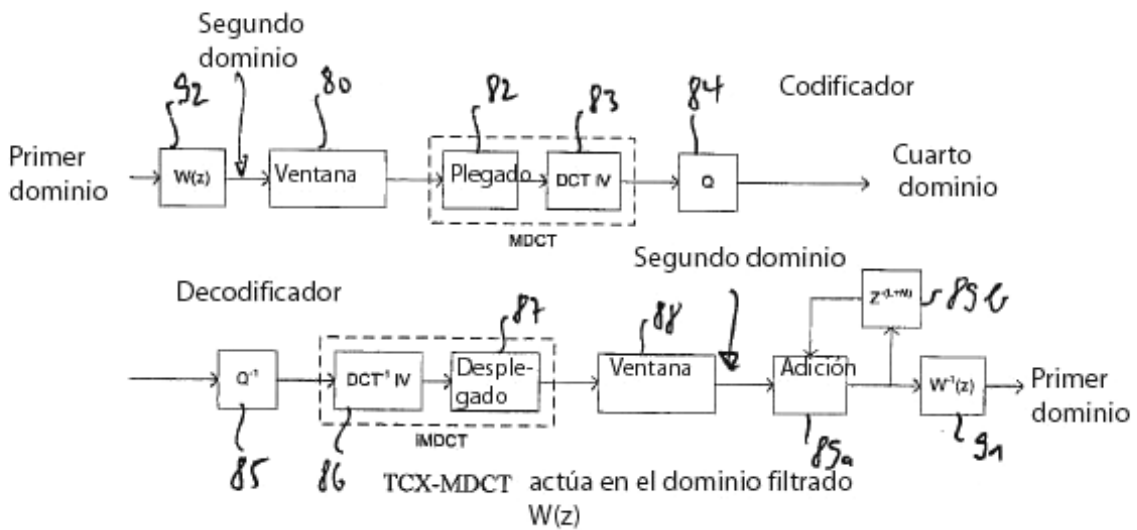 Segundo
dominio
92
80
82
83
84
Codificador
Primer
dominio
W(z)
Ventana
Plegado
DCT IV
Q
Cuarto
dominio
MDCT
Segundo dominio
Decodificador
87
88
Z-(L+N)
89b
Q-1
DCT-1 IV
Desple-
gado
Ventana
Adición
W-1(z)
Primer
dominio
IMDCT
85
86
89a
91
TCX-MDCT actúa en el dominio filtrado
W(z)